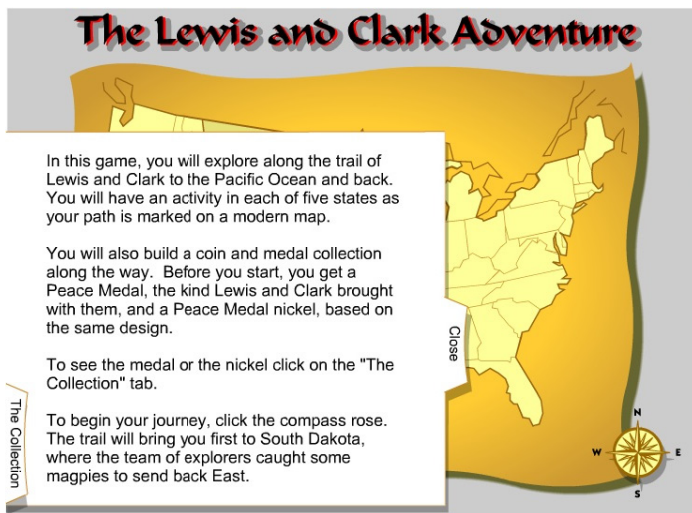 The Lewis and Clark Adventure
In this game, you will explore along the trail of
Lewis and Clark to the Pacific Ocean and back.
You will have an activity in each of five states as
your path is marked on a modern map.
You will also build a coin and medal collection
along the way.  Before you start, you get a
Peace Medal, the kind Lewis and Clark brought
with them, and a Peace Medal nickel, based on
the same design.
To see the medal or the nickel click on the "The
Collection" tab.
To begin your journey, click the compass rose.
The trail will bring you first to South Dakota,
where the team of explorers caught some
magpies to send back East.
Close
The Collection
N
W
E
S